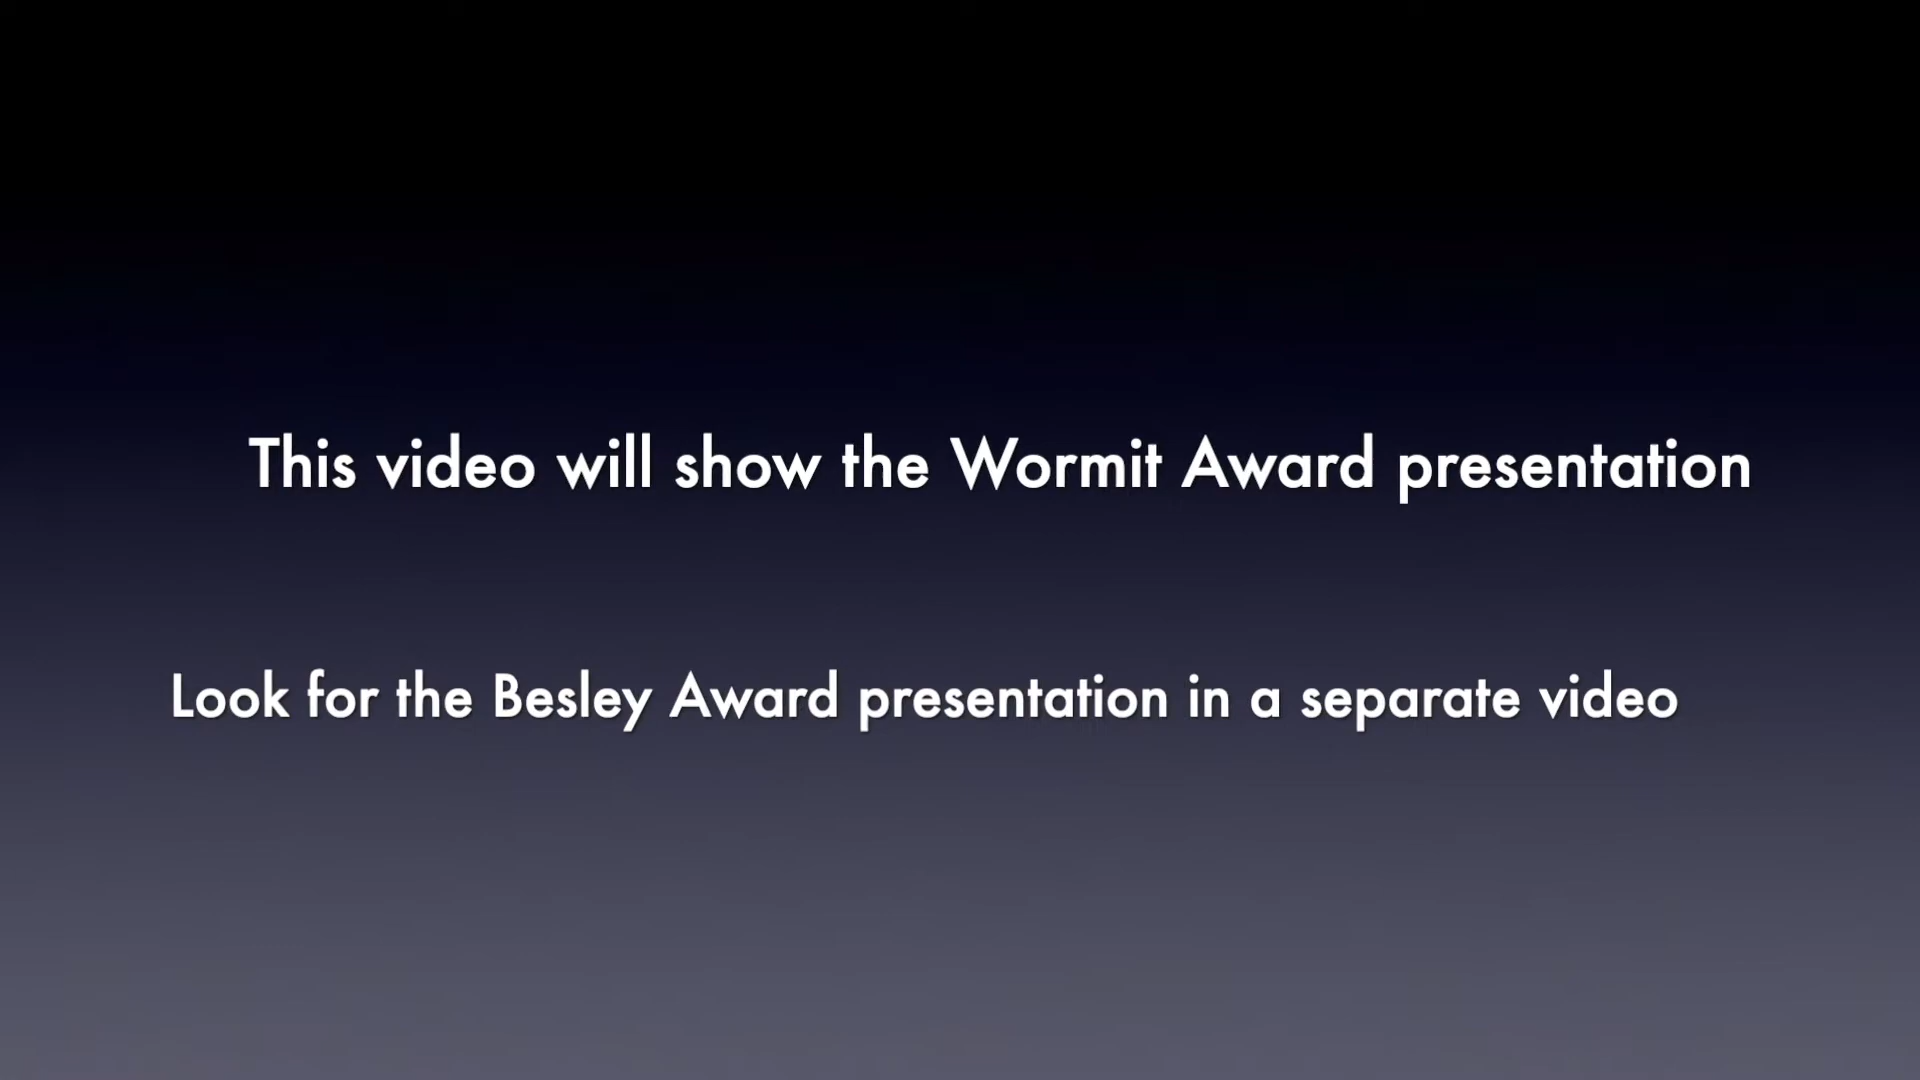 This video will show the Wormit Award presentation
Look for the Besley Award presentation in a separate video